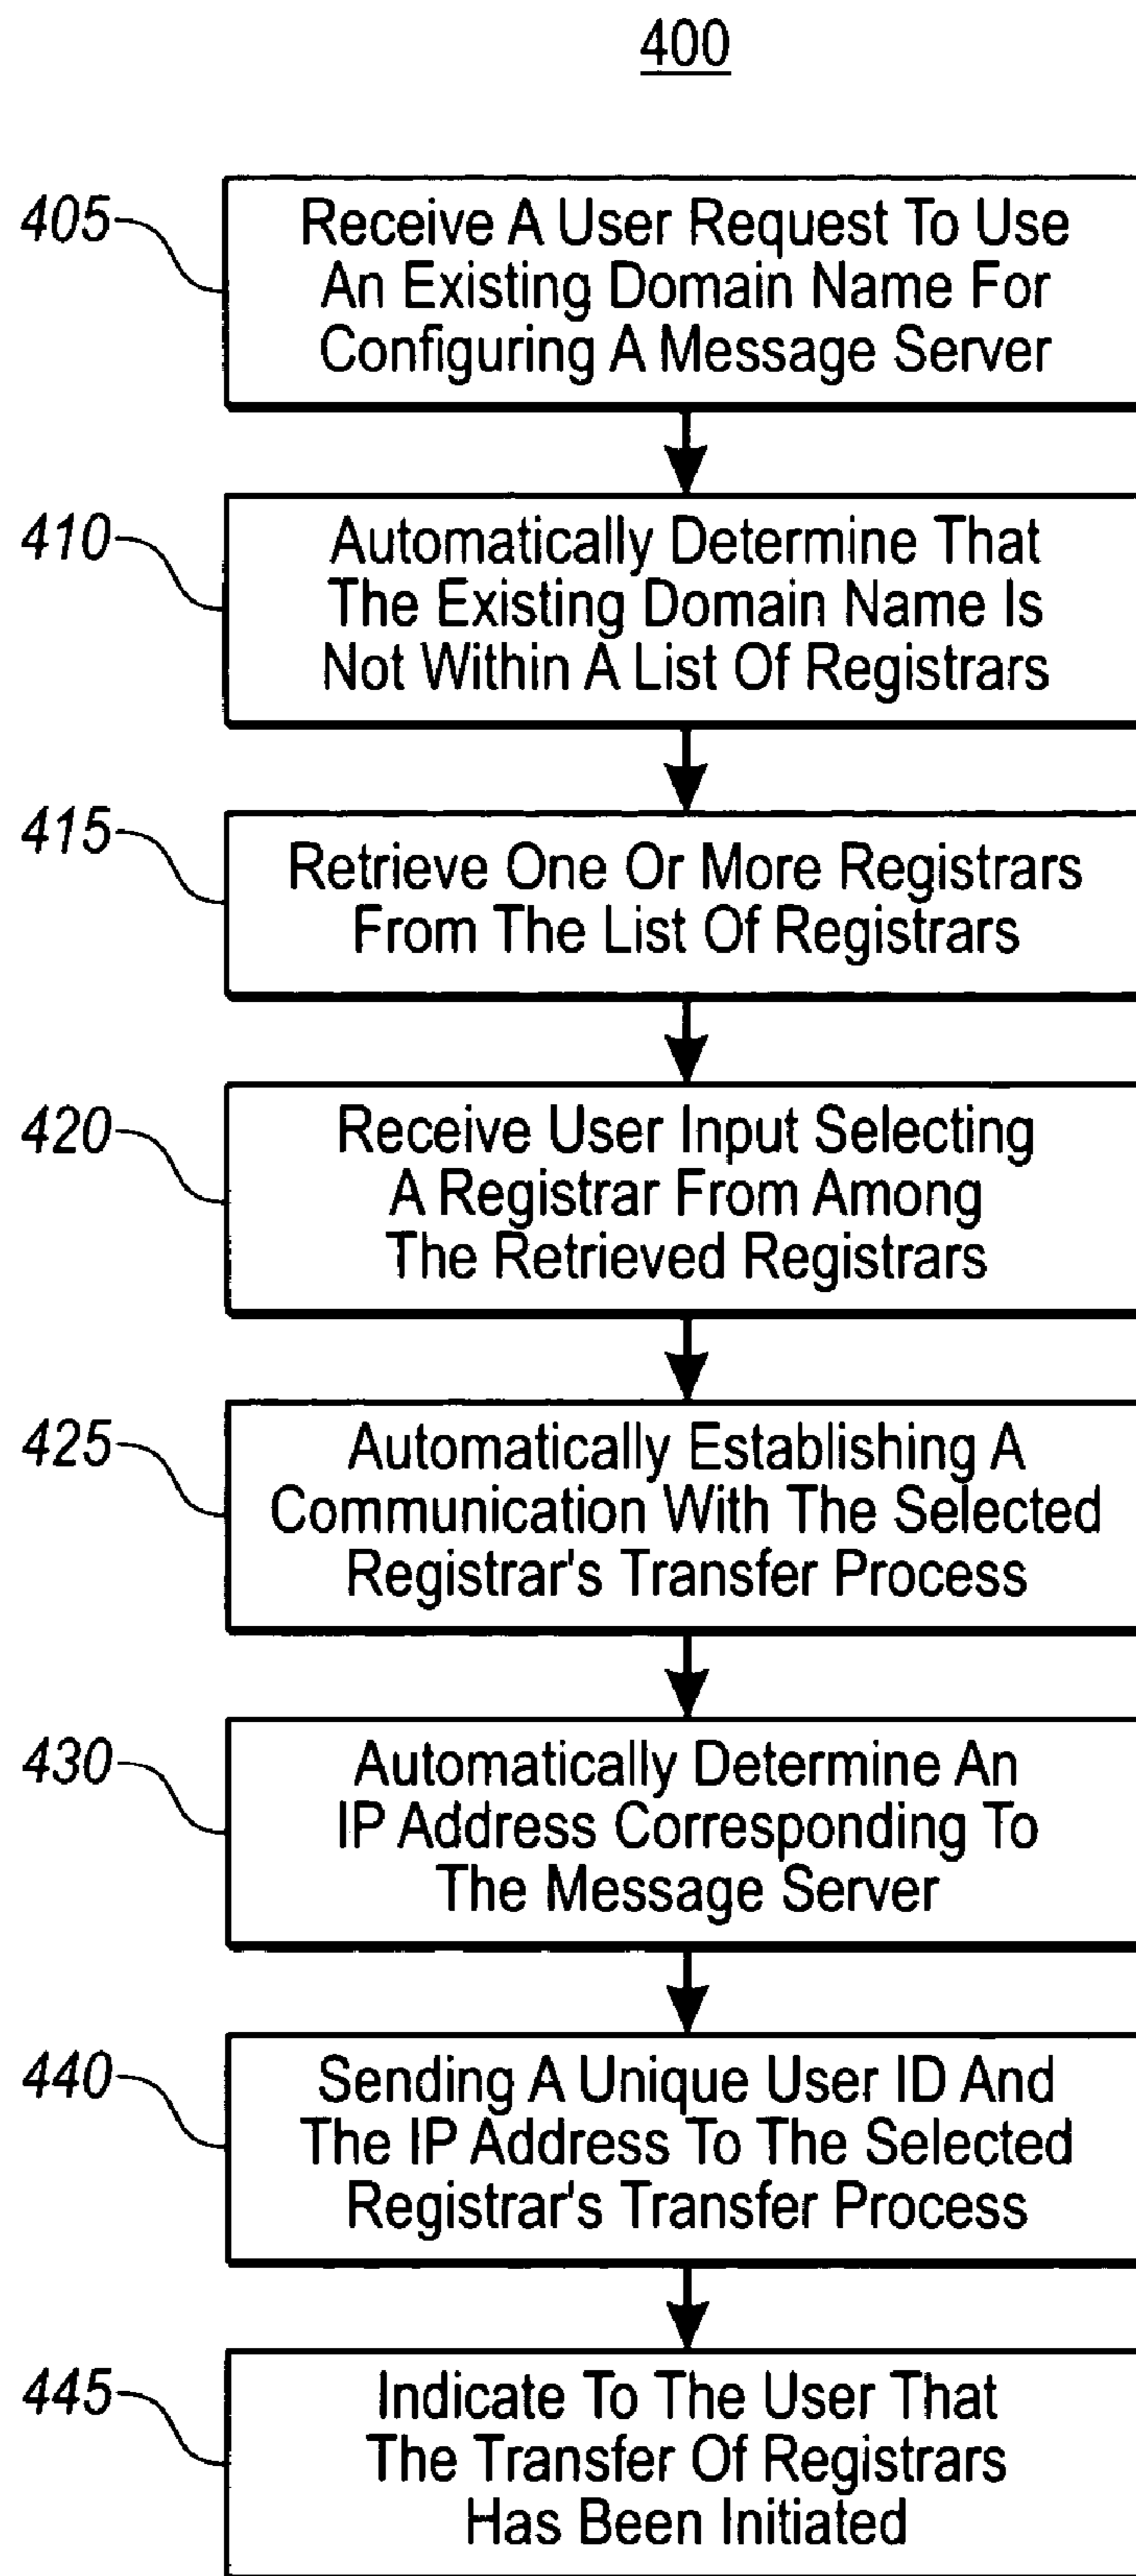 400
405
Receive A User Request To Use
An Existing Domain Name For
Configuring A Message Server
410
Automatically Determine That
The Existing Domain Name Is
Not Within A List Of Registrars
415
Retrieve One Or More Registrars
From The List Of Registrars
420
Receive User Input Selecting
A Registrar From Among
The Retrieved Registrars
425
Automatically Establishing A
Communication With The Selected
Registrar's Transfer Process
430
Automatically Determine An
IP Address Corresponding To
The Message Server
440
Sending A Unique User ID And
The IP Address To The Selected
Registrar's Transfer Process
445
Indicate To The User That
The Transfer Of Registrars
Has Been Initiated